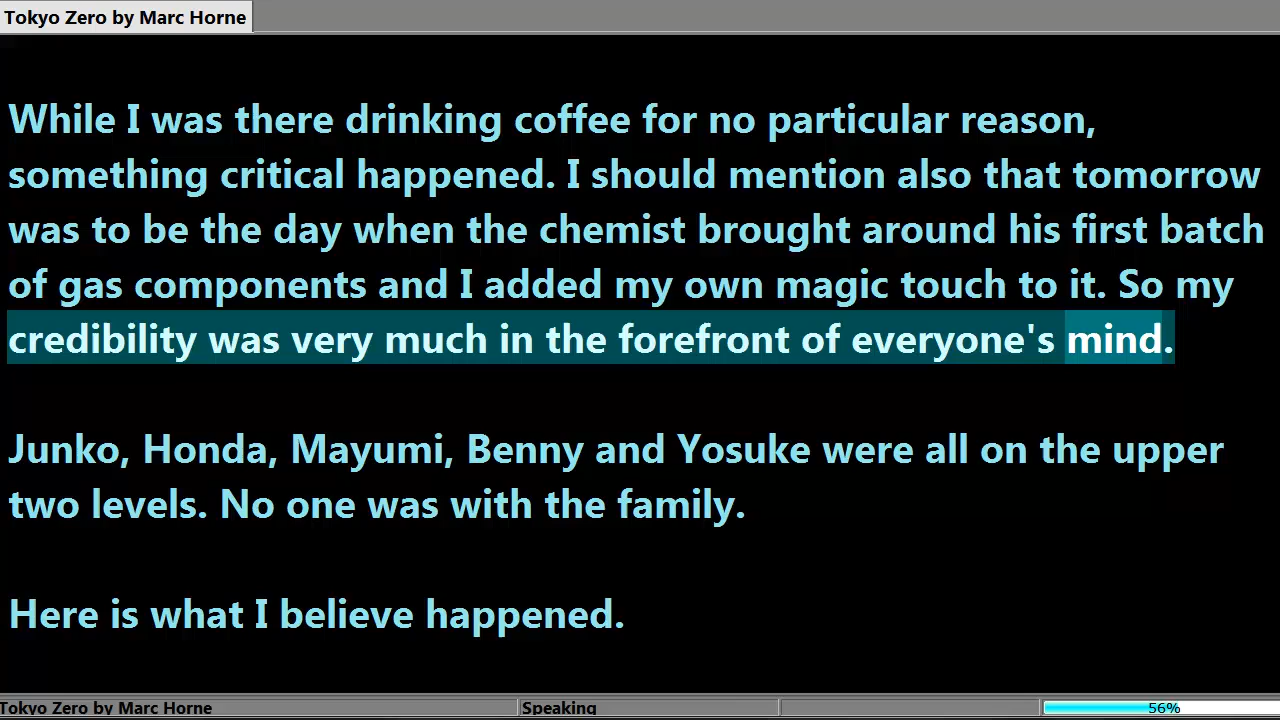 Tokyo Zero by Marc Horne
While I was there drinking coffee for no particular reason,
something critical happened. I should mention also that tomorrow
was to be the day when the chemist brought around his first batch
of gas components and I added my own magic touch to it. So my
credibility was very much in the forefront of everyone's mind.
Junko, Honda, Mayumi, Benny and Yosuke were all on the upper
two levels. No one was with the family.
Here is what I believe happened.
Tokyo Zero by Marc Horne Speaking 56%